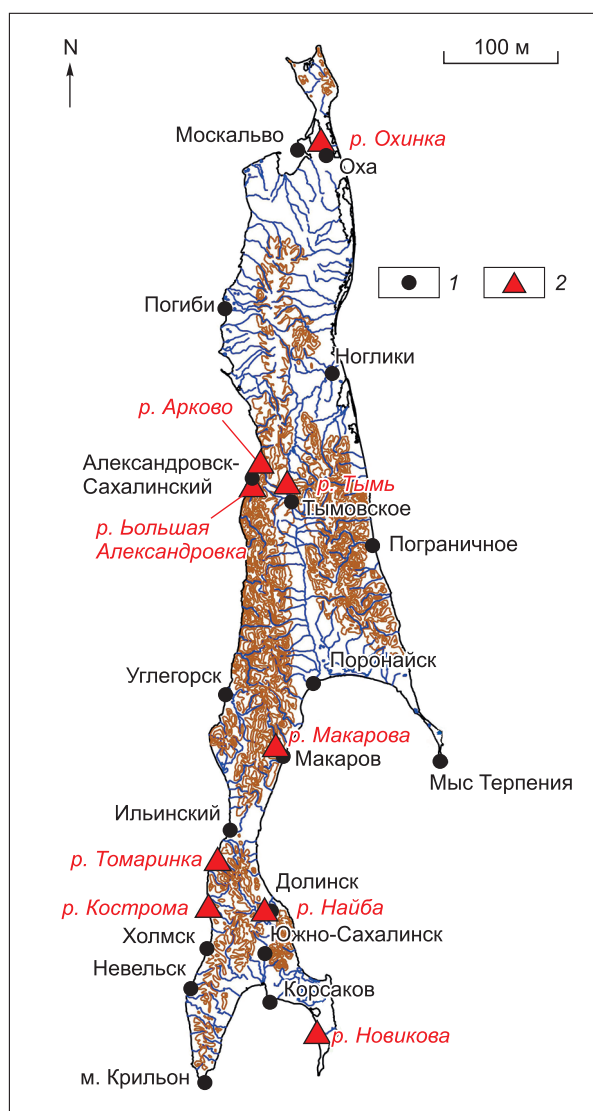 N
100 м
Москальво
р. Охинка
Оха
1
2
Погиби
Ноглики
р. Арково
Александровск-
Сахалинский
р. Тымь
Тымовское
р. Ьольшая
Александровка
Пограничное
Поронайск
Углегорск
р. Макарова
Макаров
Мыс Терпения
Ильинский
р. Томаринка
Долинск
р. Кострома
р. Найба
Южно-Сахалинск
Холмск
Невельск
Корсаков
р. Новикова
м. Крильон